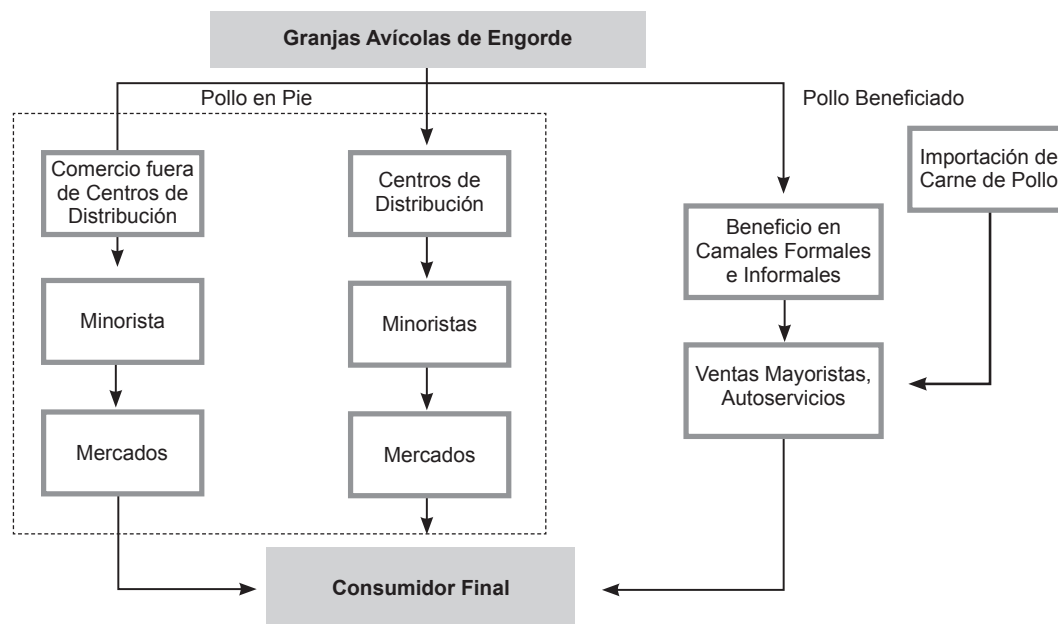 Granjas Avícolas de Engorde
Pollo en Pie
Pollo Beneficiado
Comercio fuera
de Centros de
Distribución
Centros de
Distribución
Importación de
Carne de Pollo
Beneficio en
Camales Formales
e Informales
Minorista
Minoristas
Ventas Mayoristas,
Autoservicios
Mercados
Mercados
Consumidor Final